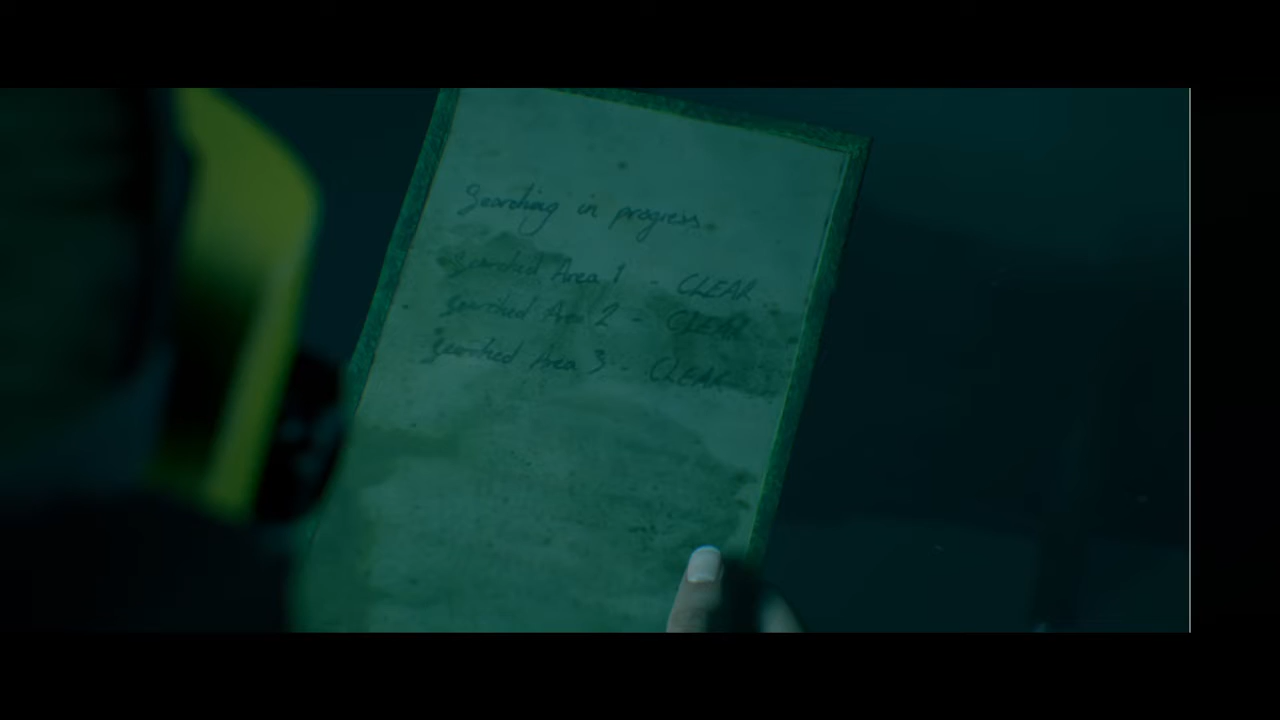 Searching in progress.
Searched Area 1 - CLEAR
Searched Area 2 - CLEAR
Searched Area 3 - CLEAR